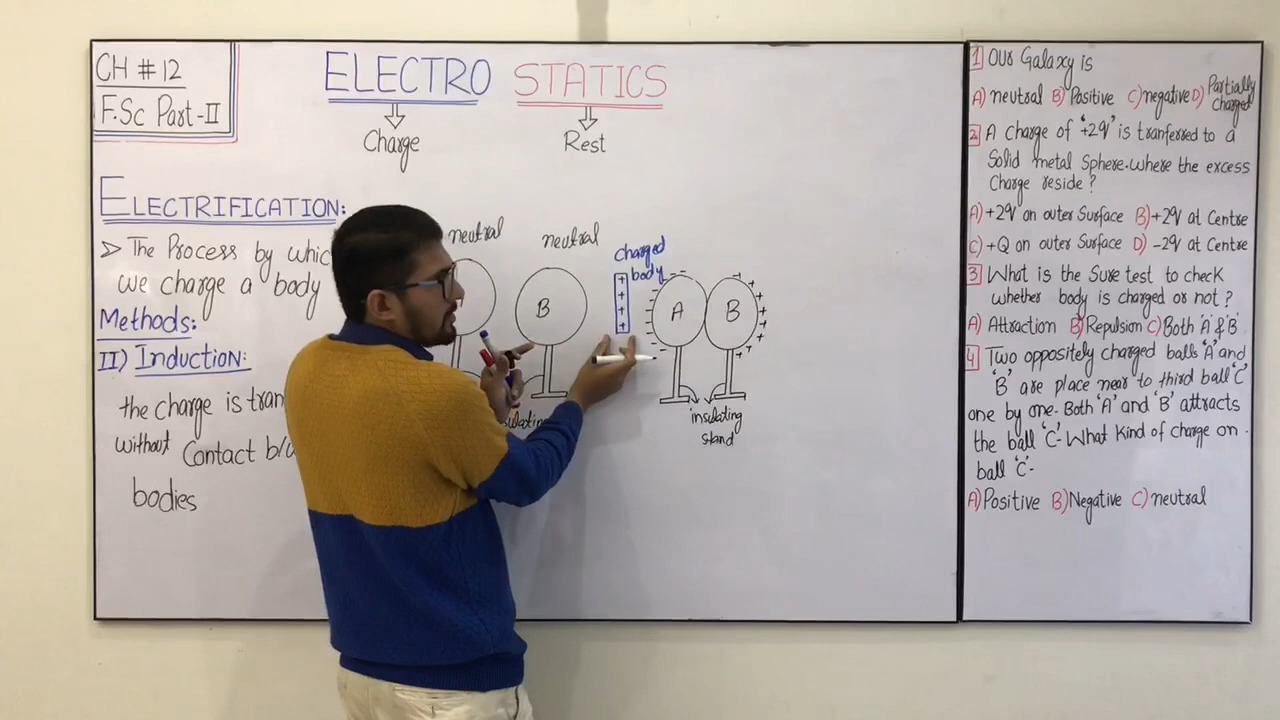 CH # 12
F.Sc Part-II
ELECTRO STATICS
Charge
Rest
ELECTRIFICATION:
The Process by
we charge a body
Methods:
II) Induction:
the charge is
without Contact
bodies
neutral
neutral
B
charged
body
+
+
+
+
A
B
insulating
stand
1 Our Galaxy is
A) neutral B) Positive C) negative D) Partially
charged
2 A charge of '+2q' is tranferred to a
Solid metal Sphere. Where the excess
Charge reside?
A) +2q on outer Surface B) +2q at Centre
C) +Q on outer Surface D) -2q at Centre
3 What is the Sure test to check
whether body is charged or not?
A) Attraction B) Repulsion C) Both 'A' & 'B'
4 Two oppositely charged balls 'A' and
'B' are place near to third ball 'C'
one by one. Both 'A' and 'B' attracts
the ball 'C'- What kind of charge on
ball 'C'-
A) Positive B) Negative C) neutral